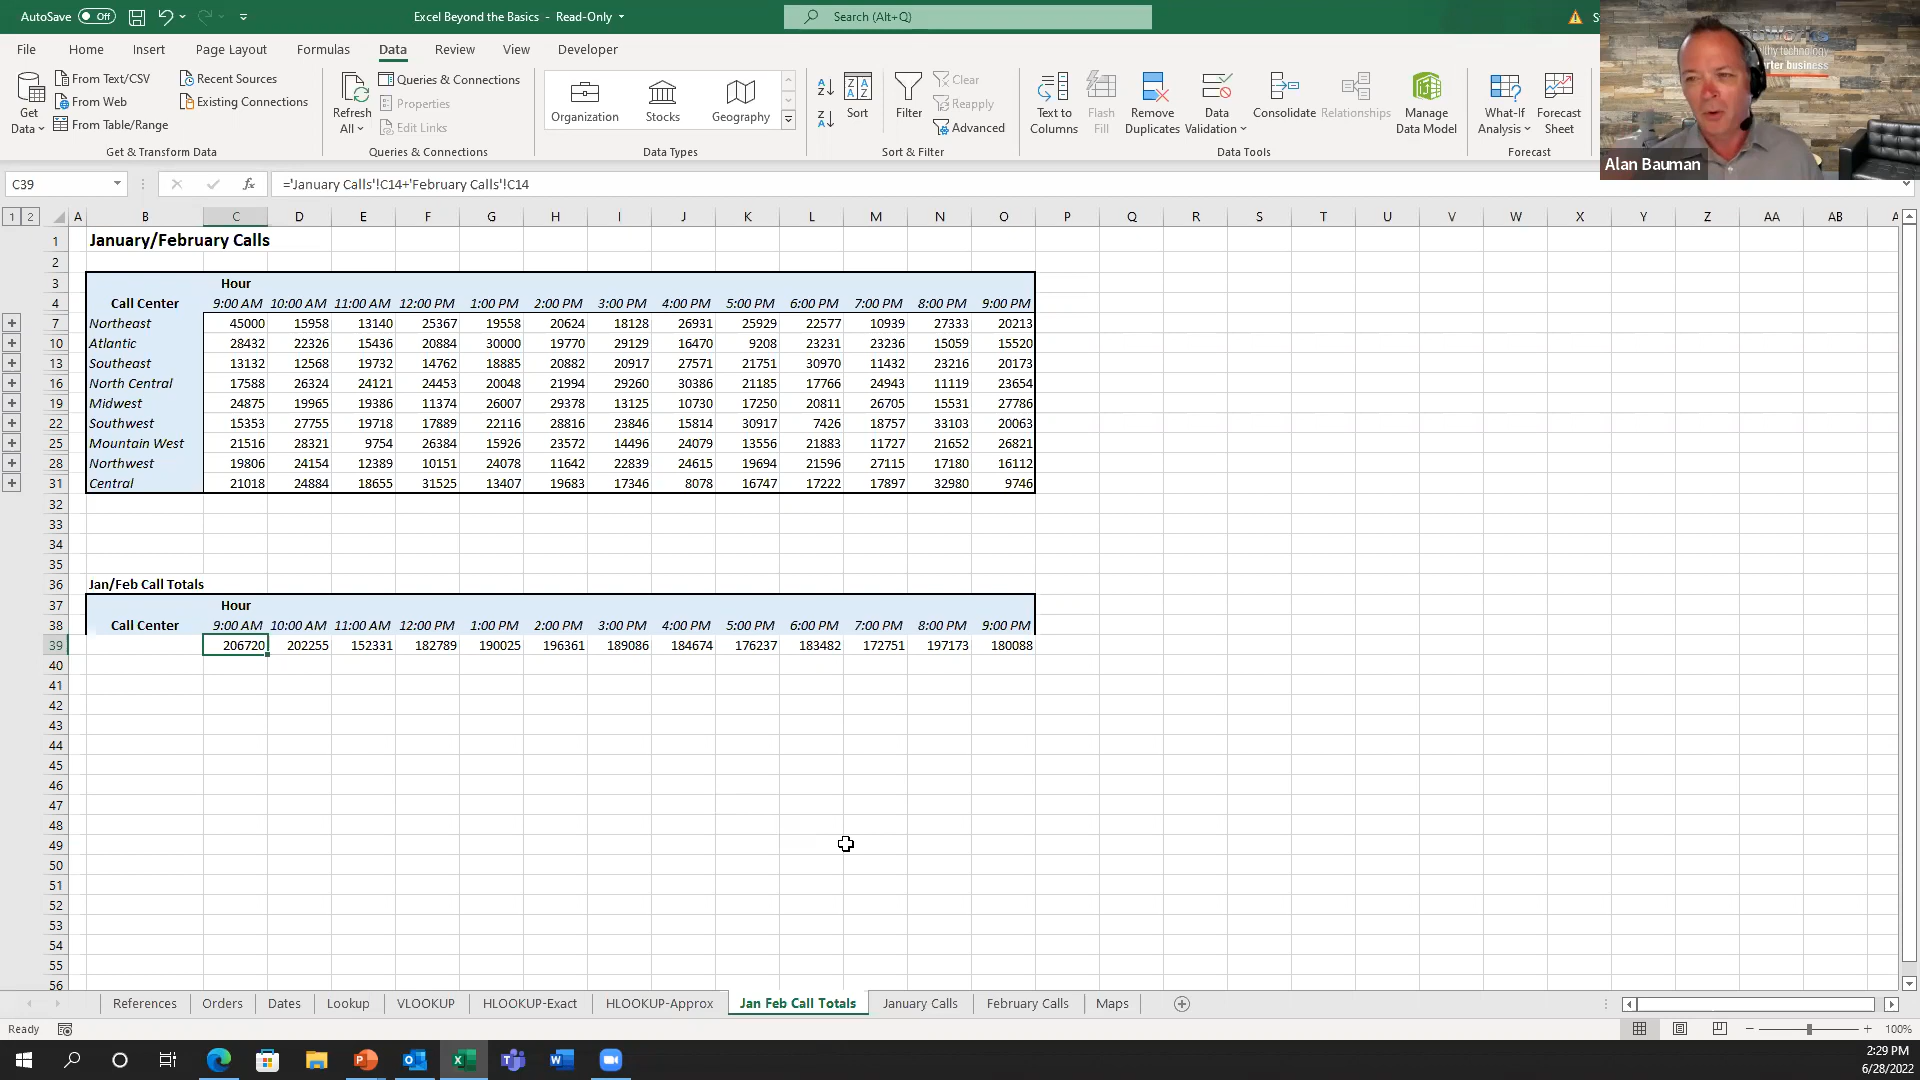 AutoSave Off Excel Beyond the Basics - Read-Only Search (Alt+Q)
File Home Insert Page Layout Formulas Data Review View Developer
Get Data From Text/CSV From Web From Table/Range Recent Sources Existing Connections
Get & Transform Data
Refresh All Queries & Connections Properties Edit Links
Queries & Connections
Organization Stocks Geography
Data Types
Sort Filter Clear Reapply Advanced
Sort & Filter
Text to Columns Flash Fill Remove Duplicates Data Validation Consolidate Relationships Manage Data Model
Data Tools
What-If Analysis Forecast Sheet
Forecast
Alan Bauman
C39 fx ='January Calls'!C14+'February Calls'!C14
1 2 A B C D E F G H I J K L M N O P Q R S T U V W X Y Z AA AB
1 January/February Calls
2
3 Hour
4 Call Center 9:00 AM 10:00 AM 11:00 AM 12:00 PM 1:00 PM 2:00 PM 3:00 PM 4:00 PM 5:00 PM 6:00 PM 7:00 PM 8:00 PM 9:00 PM
7 Northeast 45000 15958 13140 25367 19558 20624 18128 26931 25929 22577 10939 27333 20213
10 Atlantic 28432 22326 15436 20884 30000 19770 29129 16470 9208 23231 23236 15059 15520
13 Southeast 13132 12568 19732 14762 18885 20882 20917 27571 21751 30970 11432 23216 20173
16 North Central 17588 26324 24121 24453 20048 21994 29260 30386 21185 17766 24943 11119 23654
19 Midwest 24875 19965 19386 11374 26007 29378 13125 10730 17250 20811 26705 15531 27786
22 Southwest 15353 27755 19718 17889 22116 28816 23846 15814 30917 7426 18757 33103 20063
25 Mountain West 21516 28321 9754 26384 15926 23572 14496 24079 13556 21883 11727 21652 26821
28 Northwest 19806 24154 12389 10151 24078 11642 22839 24615 19694 21596 27115 17180 16112
31 Central 21018 24884 18655 31525 13407 19683 17346 8078 16747 17222 17897 32980 9746
32
33
34
35
36 Jan/Feb Call Totals
37 Hour
38 Call Center 9:00 AM 10:00 AM 11:00 AM 12:00 PM 1:00 PM 2:00 PM 3:00 PM 4:00 PM 5:00 PM 6:00 PM 7:00 PM 8:00 PM 9:00 PM
39 206720 202255 152331 182789 190025 196361 189086 184674 176237 183482 172751 197173 180088
40
41
42
43
44
45
46
47
48
49
50
51
52
53
54
55
56
References Orders Dates Lookup VLOOKUP HLOOKUP-Exact HLOOKUP-Approx Jan Feb Call Totals January Calls February Calls Maps
Ready 100%
2:29 PM
6/28/2022